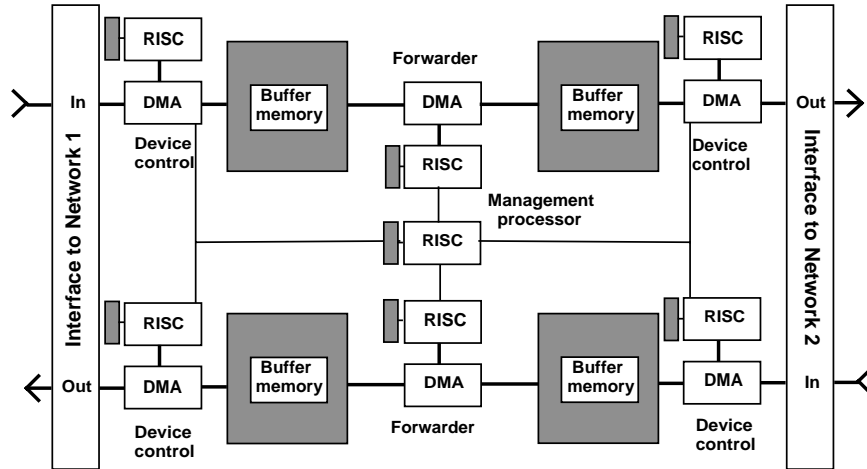 RISC
RISC
Forwarder
In
DMA
Buffer
memory
DMA
Buffer
memory
DMA
Out
Device
control
Device
control
RISC
Management
processor
RISC
Interface to Network 1
Interface to Network 2
RISC
RISC
RISC
Out
DMA
Buffer
memory
DMA
Buffer
memory
DMA
In
Device
control
Forwarder
Device
control